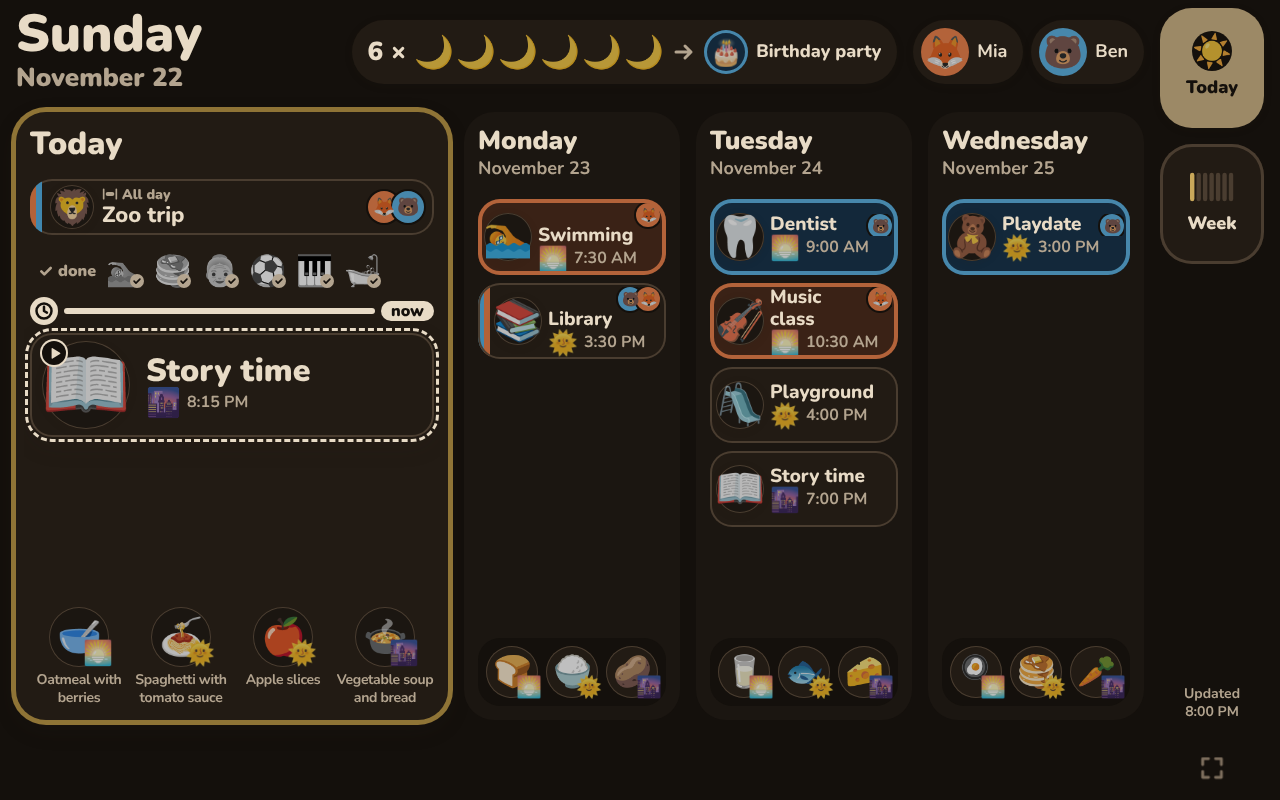 Sunday
November 22
6 × → Birthday party
Mia
Ben
Today
Week
Updated
8:00 PM
Today
All day
Zoo trip
✓ done
now
Story time
8:15 PM
Oatmeal with
berries
Spaghetti with
tomato sauce
Apple slices
Vegetable soup
and bread
Monday
November 23
Swimming
7:30 AM
Library
3:30 PM
Tuesday
November 24
Dentist
9:00 AM
Music
class
10:30 AM
Playground
4:00 PM
Story time
7:00 PM
Wednesday
November 25
Playdate
3:00 PM